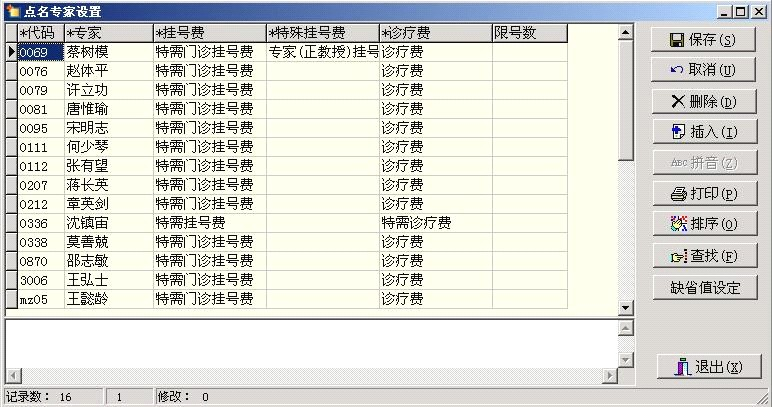 点名专家设置
*代码 *专家 *挂号费 *特殊挂号费 *诊疗费 限号数
0069 蔡树模 特需门诊挂号费 专家(正教授)挂号 诊疗费
0076 赵体平 特需门诊挂号费 诊疗费
0079 许立功 特需门诊挂号费 诊疗费
0081 唐惟瑜 特需门诊挂号费 诊疗费
0095 宋明志 特需门诊挂号费 诊疗费
0111 何少琴 特需门诊挂号费 诊疗费
0112 张有望 特需门诊挂号费 诊疗费
0207 蒋长英 特需门诊挂号费 诊疗费
0212 童英剑 特需门诊挂号费 诊疗费
0336 沈镇宙 特需挂号费 特需诊疗费
0338 莫善兢 特需门诊挂号费 诊疗费
0870 邵志敏 特需门诊挂号费 诊疗费
3006 王弘士 特需门诊挂号费 诊疗费
mz05 王懿龄 特需门诊挂号费 诊疗费
保存(S)
取消(U)
删除(D)
插入(I)
ABC 拼音(Z)
打印(P)
排序(O)
查找(F)
缺省值设定
退出(X)
记录数: 16 1 修改: 0